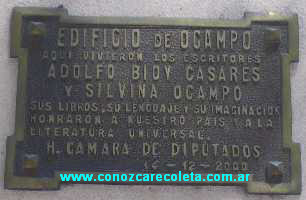 EDIFICIO DE OCAMPO
AQUI VIVIERON LOS ESCRITORES
ADOLFO BIOY CASARES
Y SILVINA OCAMPO
SUS LIBROS, SU LENGUAJE Y SU IMAGINACION
HONRARON A NUESTRO PAIS Y A LA
LITERATURA UNIVERSAL.
H. CAMARA DE DIPUTADOS
14-12-2000
www.conozcarecoleta.com.ar